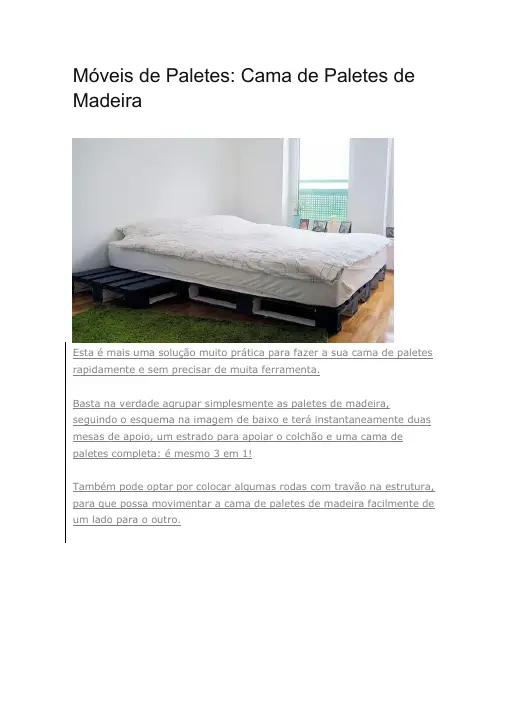 Móveis de Paletes: Cama de Paletes de
Madeira
Esta é mais uma solução muito prática para fazer a sua cama de paletes
rapidamente e sem precisar de muita ferramenta.
Basta na verdade agrupar simplesmente as paletes de madeira,
seguindo o esquema na imagem de baixo e terá instantaneamente duas
mesas de apoio, um estrado para apoiar o colchão e uma cama de
paletes completa: é mesmo 3 em 1!
Também pode optar por colocar algumas rodas com travão na estrutura,
para que possa movimentar a cama de paletes de madeira facilmente de
um lado para o outro.